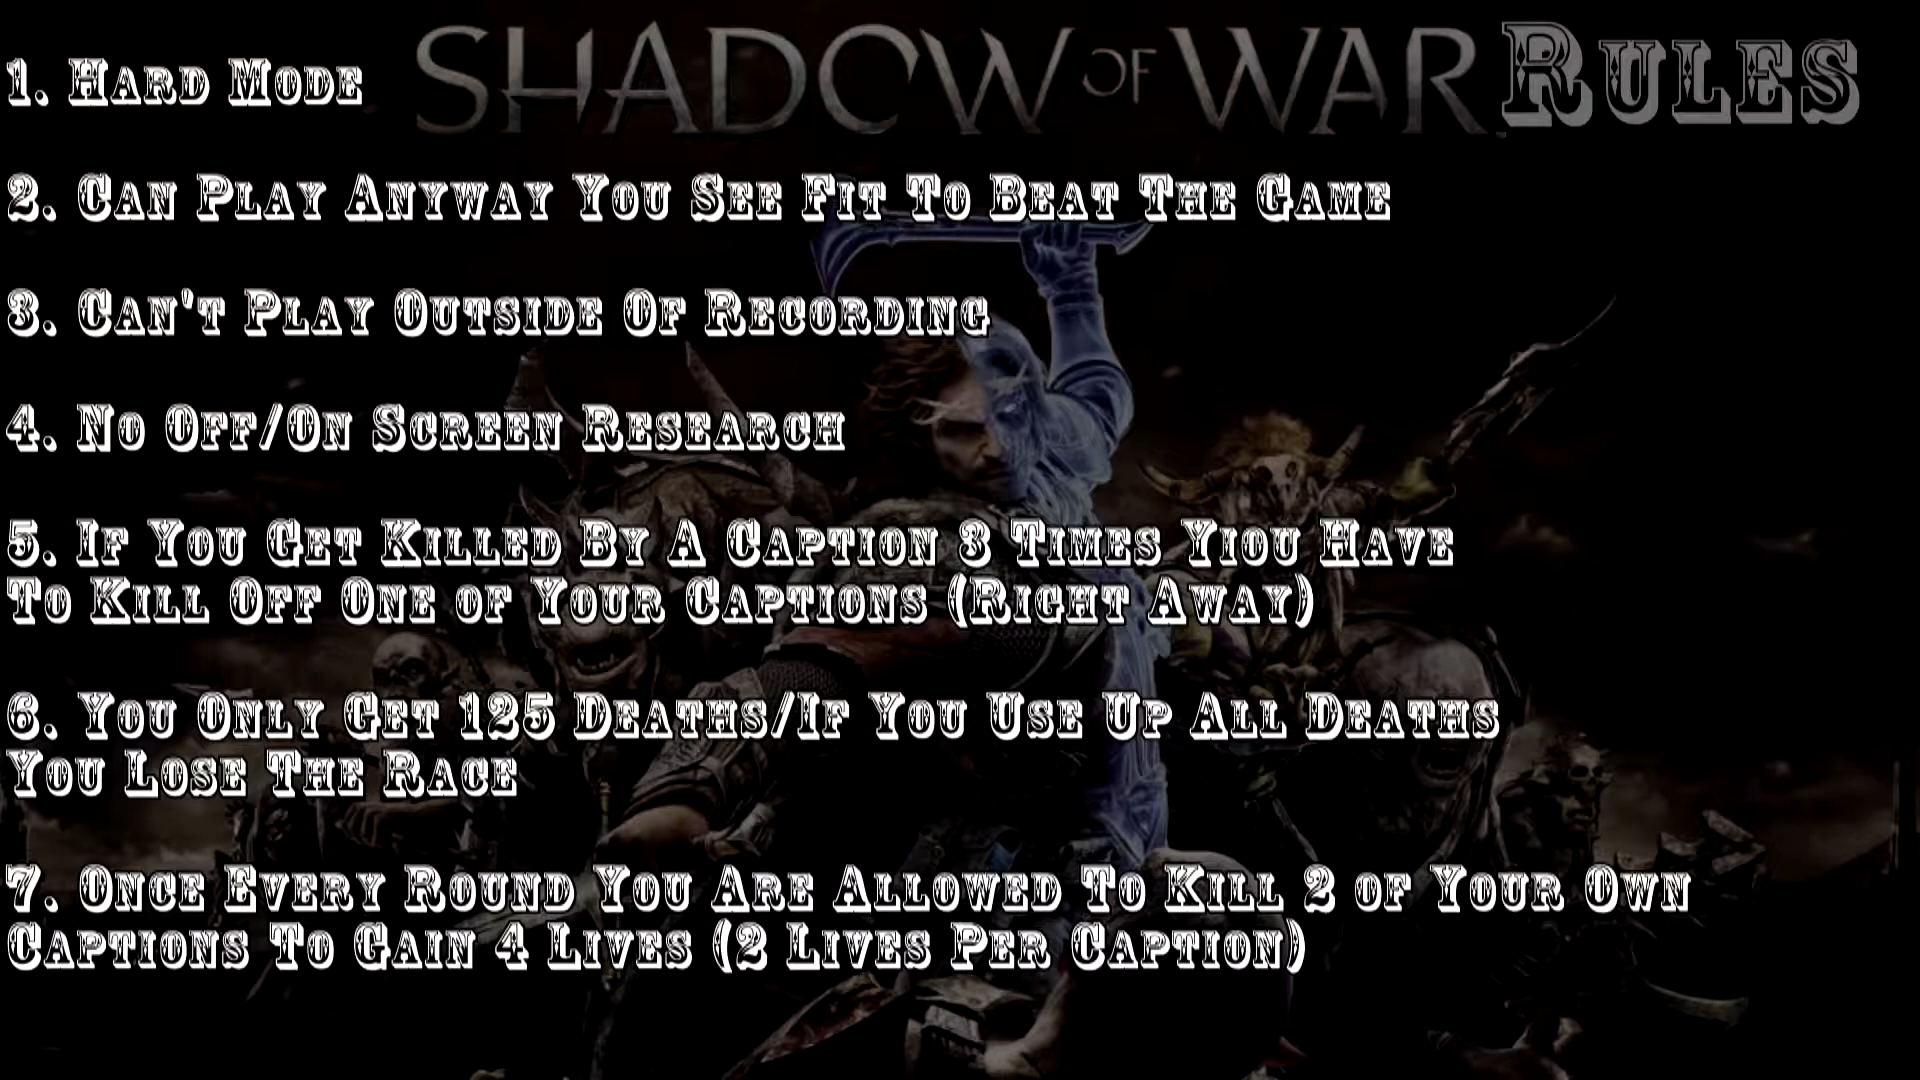 SHADOW OF WAR RULES
1. Hard Mode
2. Can Play Anyway You See Fit To Beat The Game
3. Can't Play Outside Of Recording
4. No Off/On Screen Research
5. If You Get Killed By A Caption 3 Times Yiou Have
To Kill Off One of Your Captions (Right Away)
6. You Only Get 125 Deaths/If You Use Up All Deaths
You Lose The Race
7. Once Every Round You Are Allowed To Kill 2 of Your Own
Captions To Gain 4 Lives (2 Lives Per Caption)